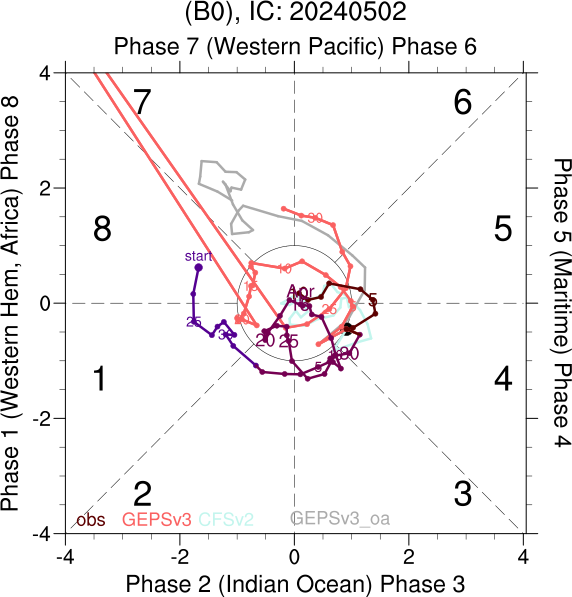 (B0), IC: 20240502
Phase 7 (Western Pacific) Phase 6
Phase 1 (Western Hem, Africa) Phase 8
Phase 5 (Maritime) Phase 4
4
7
6
2
8
5
start
30
10
15
Apr
5
25
0
25
20
25
30
5
1
4
-2
2
3
obs
GEPSv3
CFSv2
GEPSv3_oa
-4
-4
-2
0
2
4
Phase 2 (Indian Ocean) Phase 3